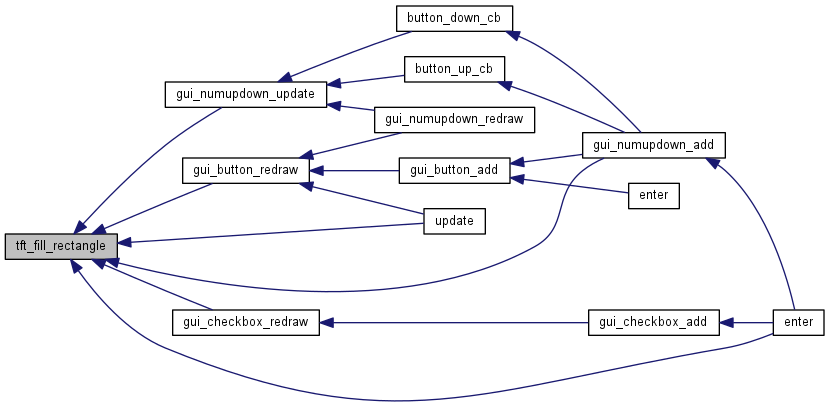 button_down_cb
button_up_cb
gui_numupdown_update
gui_numupdown_redraw
gui_numupdown_add
gui_button_redraw
gui_button_add
enter
update
tft_fill_rectangle
gui_checkbox_redraw
gui_checkbox_add
enter